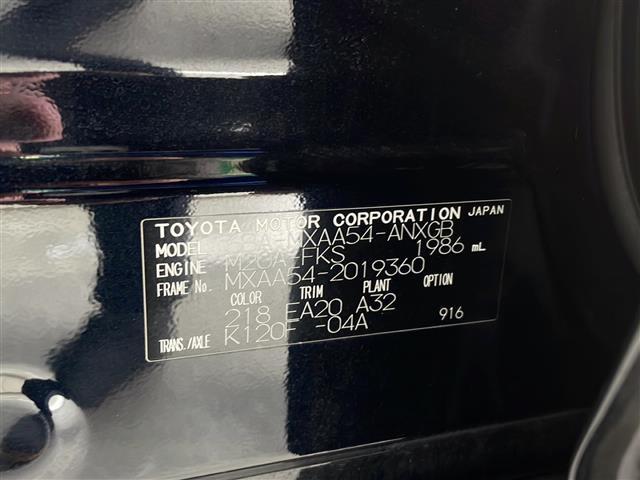 TOYOTA MOTOR CORPORATION JAPAN
MODEL MXAA54-ANXGB
ENGINE M20A-FKS 1986 mL
FRAME No. MXAA54-2019360
COLOR TRIM PLANT OPTION
218 EA20 A32
TRANS./AXLE K120F -04A 916